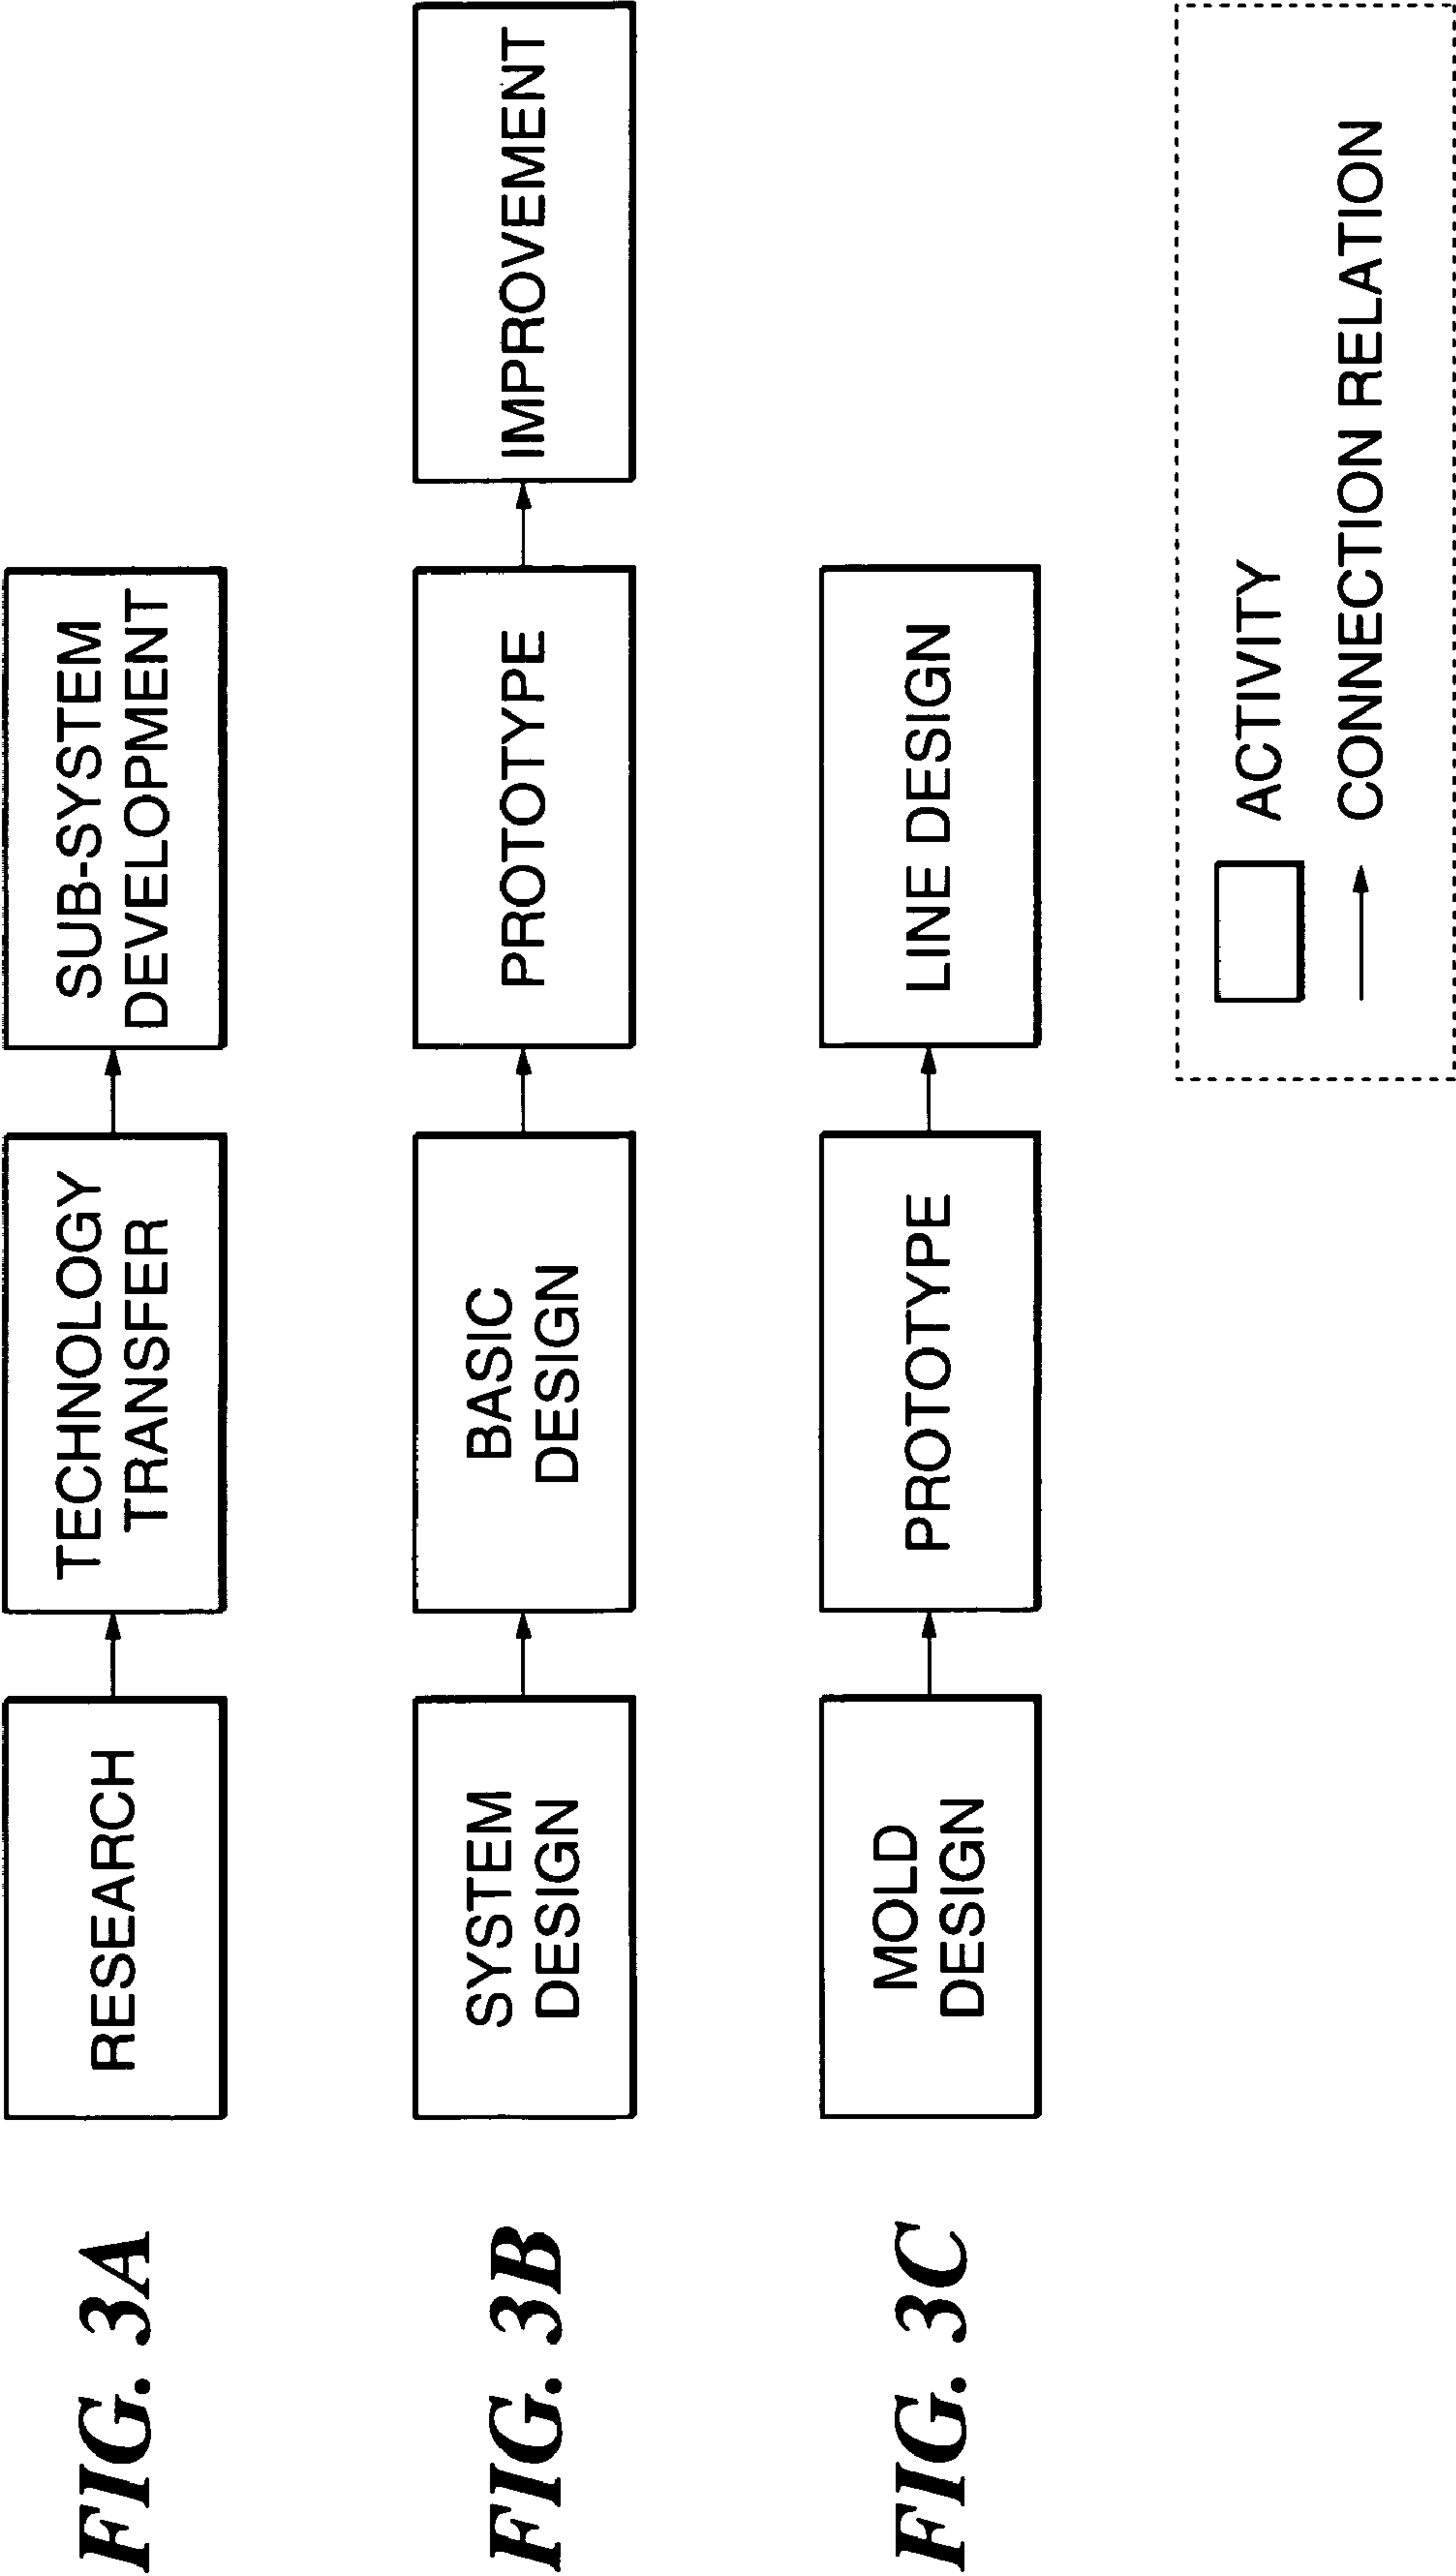 FIG. 3A
RESEARCH
TECHNOLOGY
TRANSFER
SUB-SYSTEM
DEVELOPMENT
FIG. 3B
SYSTEM
DESIGN
BASIC
DESIGN
PROTOTYPE
IMPROVEMENT
FIG. 3C
MOLD
DESIGN
PROTOTYPE
LINE DESIGN
ACTIVITY
CONNECTION RELATION